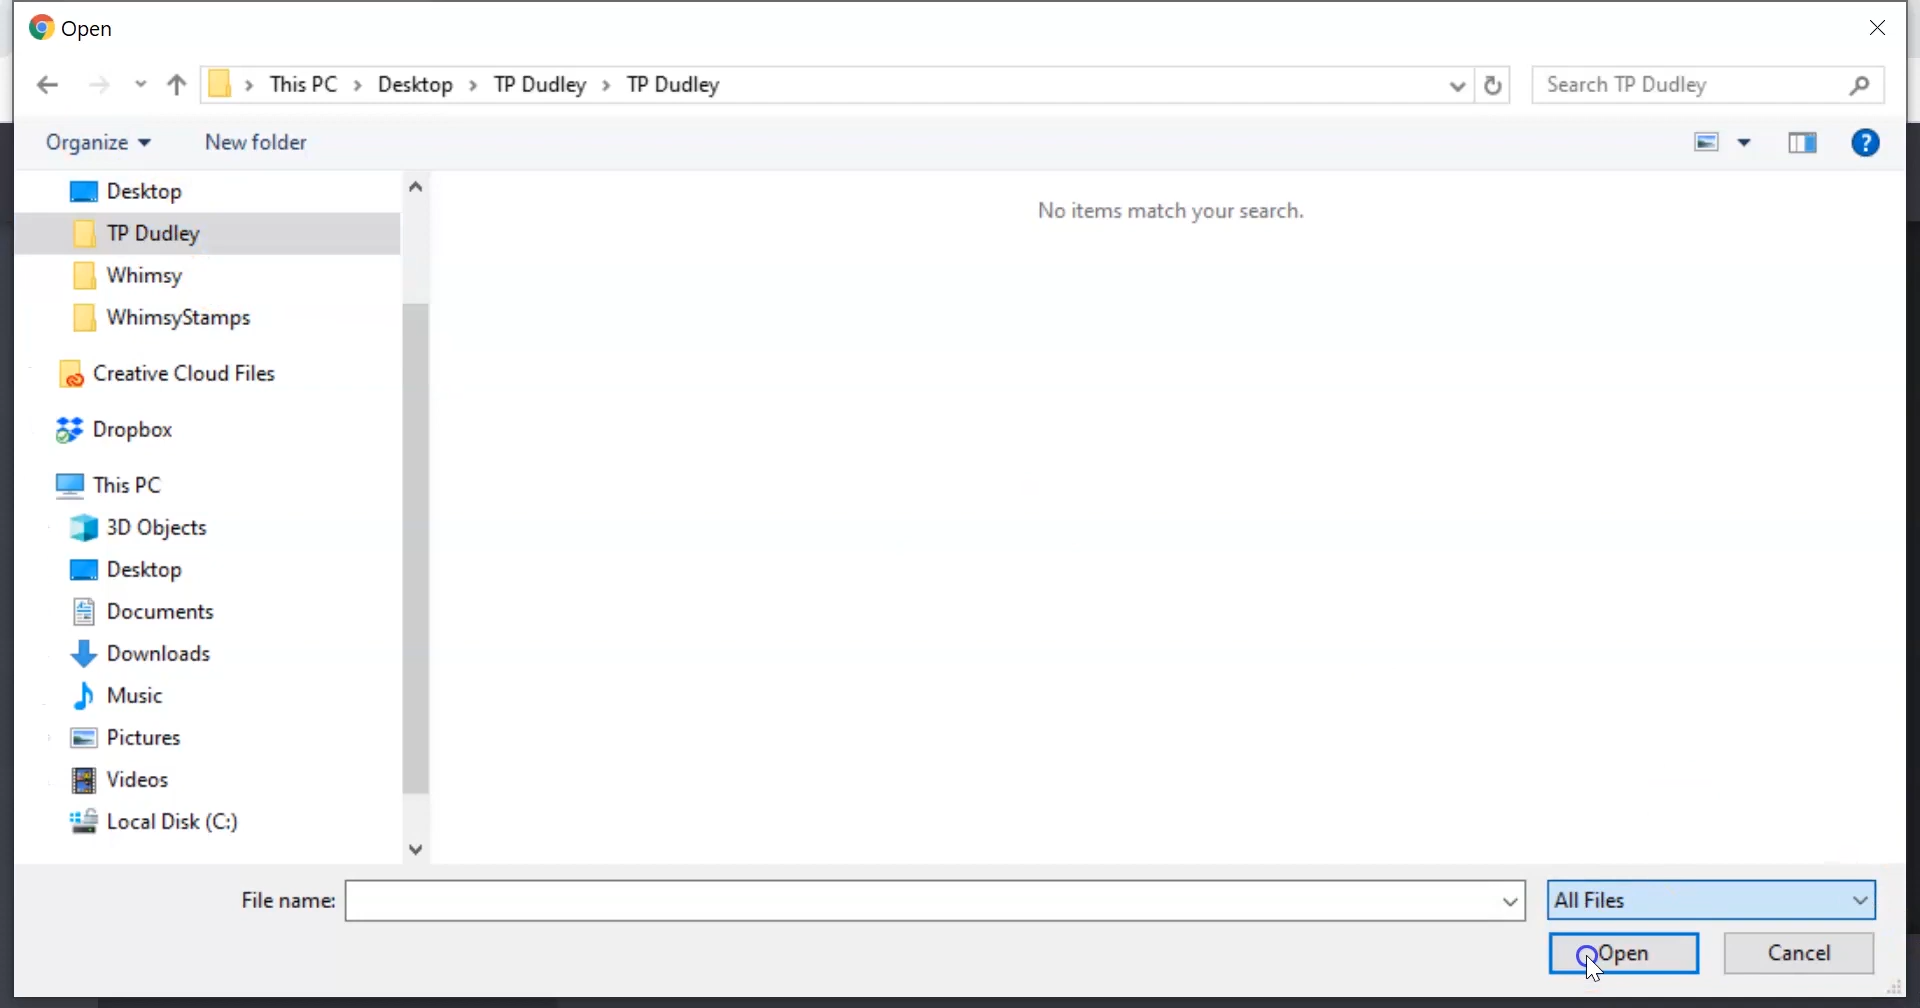 Open
This PC > Desktop > TP Dudley > TP Dudley
Search TP Dudley
Organize
New folder
?
Desktop
TP Dudley
Whimsy
WhimsyStamps
Creative Cloud Files
Dropbox
This PC
3D Objects
Desktop
Documents
Downloads
Music
Pictures
Videos
Local Disk (C:)
No items match your search.
File name:
All Files
Open
Cancel